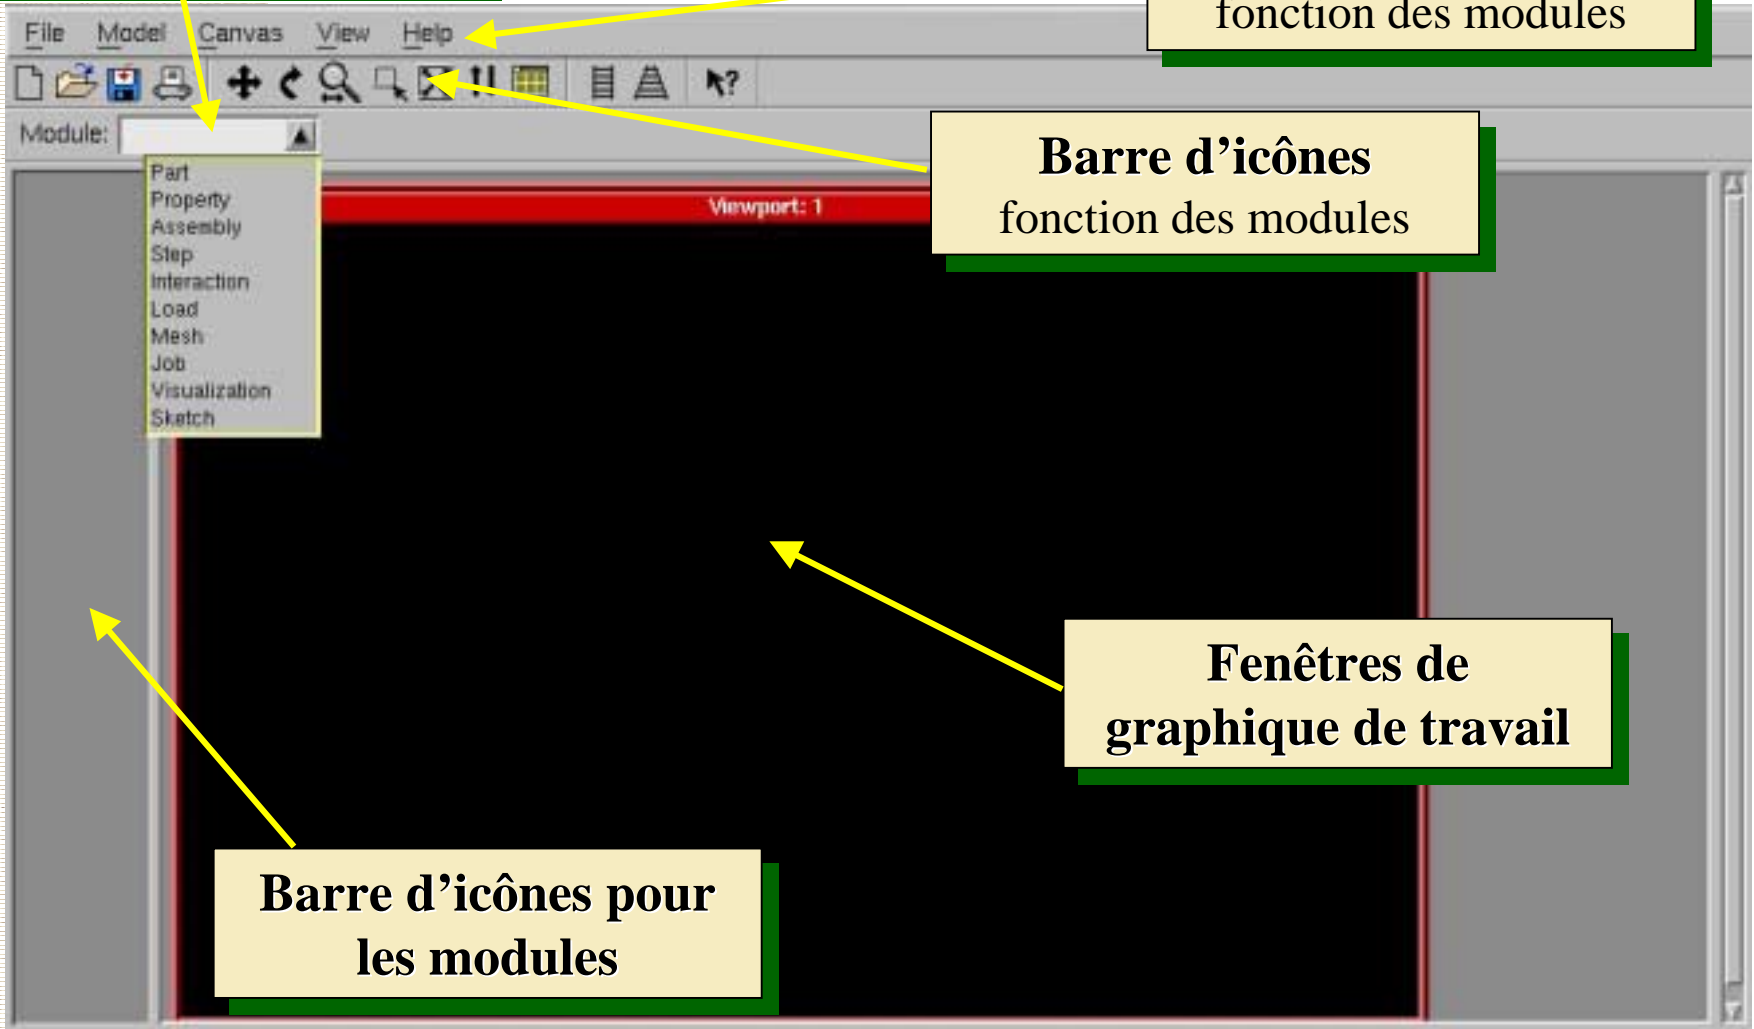 fonction des modules
File Model Canvas View Help
Module:
Barre d’icônes
fonction des modules
Part
Property
Assembly
Step
Interaction
Load
Mesh
Job
Visualization
Sketch
Viewport: 1
Fenêtres de
graphique de travail
Barre d’icônes pour
les modules